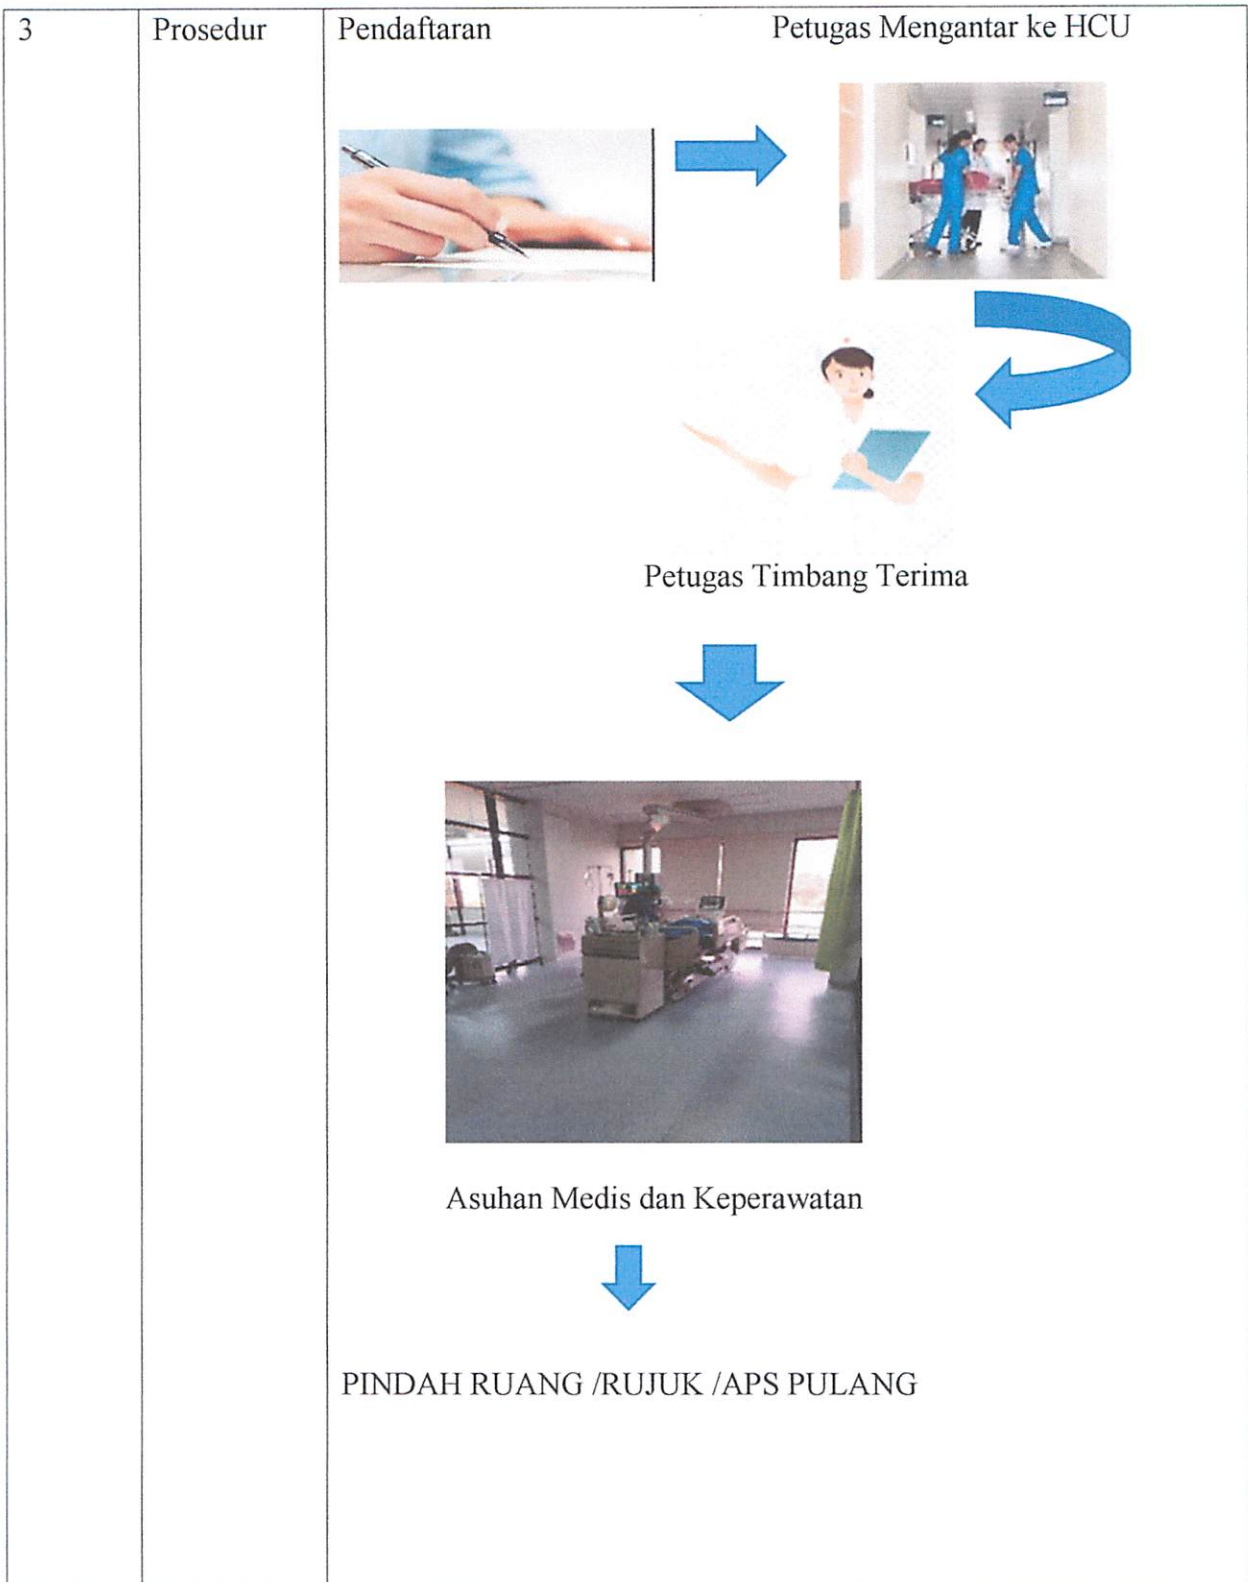 3
Prosedur
Pendaftaran
Petugas Mengantar ke HCU
Petugas Timbang Terima
Asuhan Medis dan Keperawatan
PINDAH RUANG /RUJUK /APS PULANG